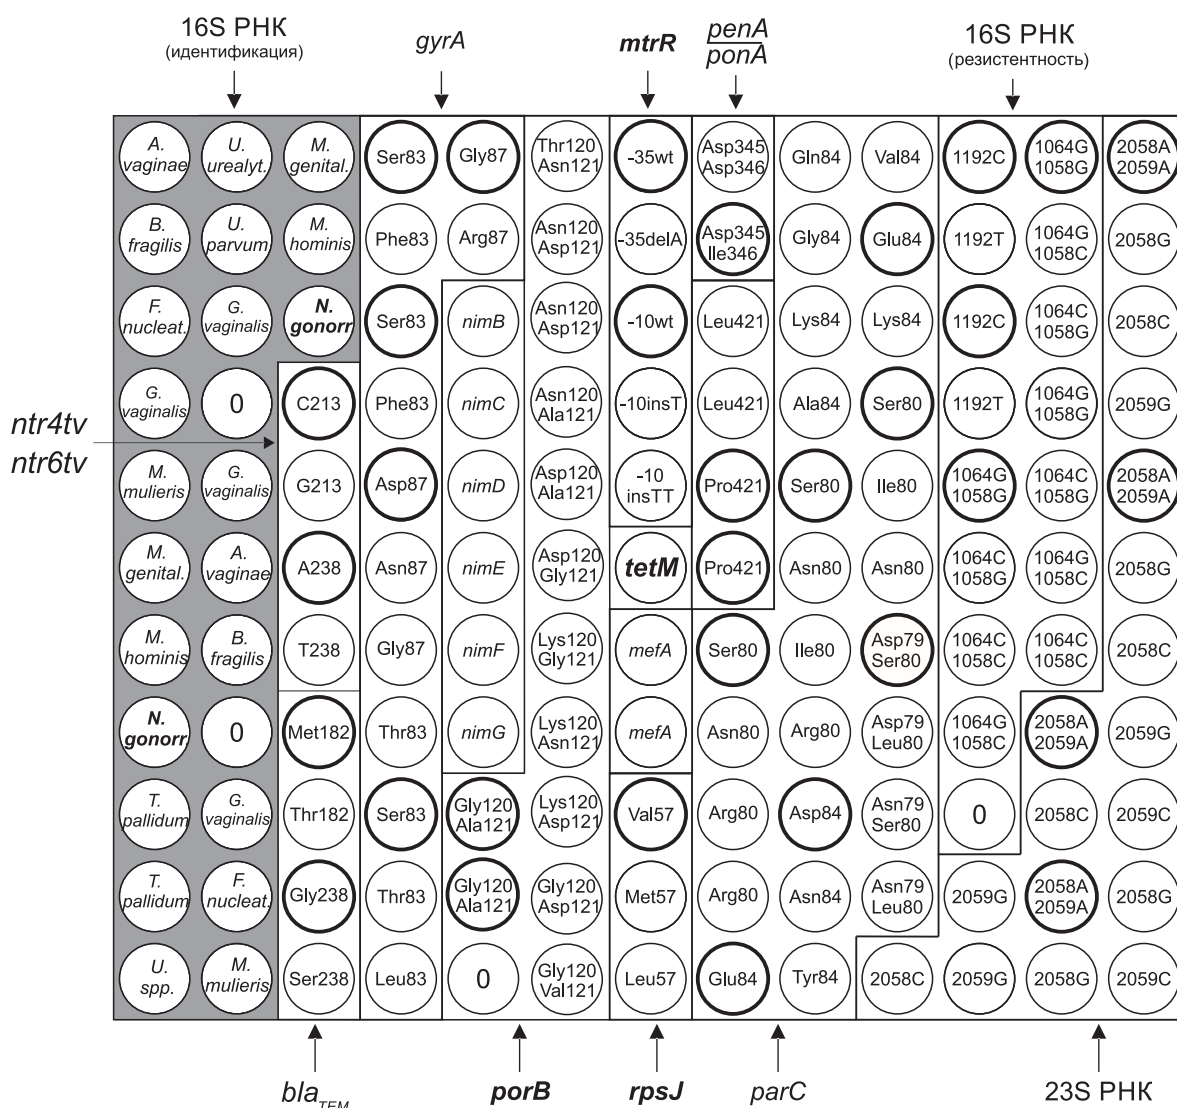 16S РНК
(идентификация)
gyrA
mtrR
penA
ponA
16S РНК
(резистентность)
A. vaginae
U. urealyt.
M. genital.
Ser83
Gly87
Thr120 Asn121
-35wt
Asp345 Asp346
Gln84
Val84
1192C
1064G 1058G
2058A 2059A
B. fragilis
U. parvum
M. hominis
Phe83
Arg87
Asn120 Asp121
-35delA
Asp345 Ile346
Gly84
Glu84
1192T
1064G 1058C
2058G
F. nucleat.
G. vaginalis
N. gonorr.
Ser83
nimB
Asn120 Asp121
-10wt
Leu421
Lys84
Lys84
1192C
1064C 1058G
2058C
G. vaginalis
0
C213
Phe83
nimC
Asn120 Ala121
-10insT
Leu421
Ala84
Ser80
1192T
1064G 1058G
2059G
ntr4tv
ntr6tv
M. mulieris
G. vaginalis
G213
Asp87
nimD
Asp120 Ala121
-10 insTT
Pro421
Ser80
Ile80
1064G 1058G
1064C 1058G
2058A 2059A
M. genital.
A. vaginae
A238
Asn87
nimE
Asp120 Gly121
tetM
Pro421
Asn80
Asn80
1064C 1058G
1064G 1058C
2058G
M. hominis
B. fragilis
T238
Gly87
nimF
Lys120 Gly121
mefA
Ser80
Ile80
Asp79 Ser80
1064C 1058C
1064C 1058C
2058C
N. gonorr.
0
Met182
Thr83
nimG
Lys120 Asn121
mefA
Asn80
Arg80
Asp79 Leu80
1064G 1058C
2058A 2059A
2059G
T. pallidum
G. vaginalis
Thr182
Ser83
Gly120 Ala121
Lys120 Asp121
Val57
Arg80
Asp84
Asn79 Ser80
0
2058C
2059C
T. pallidum
F. nucleat.
Gly238
Thr83
Gly120 Ala121
Gly120 Asp121
Met57
Arg80
Asn84
Asn79 Leu80
2059G
2058A 2059A
2058G
U. spp.
M. mulieris
Ser238
Leu83
0
Gly120 Val121
Leu57
Glu84
Tyr84
2058C
2059G
2058G
2059C
bla TEM
porB
rpsJ
parC
23S РНК